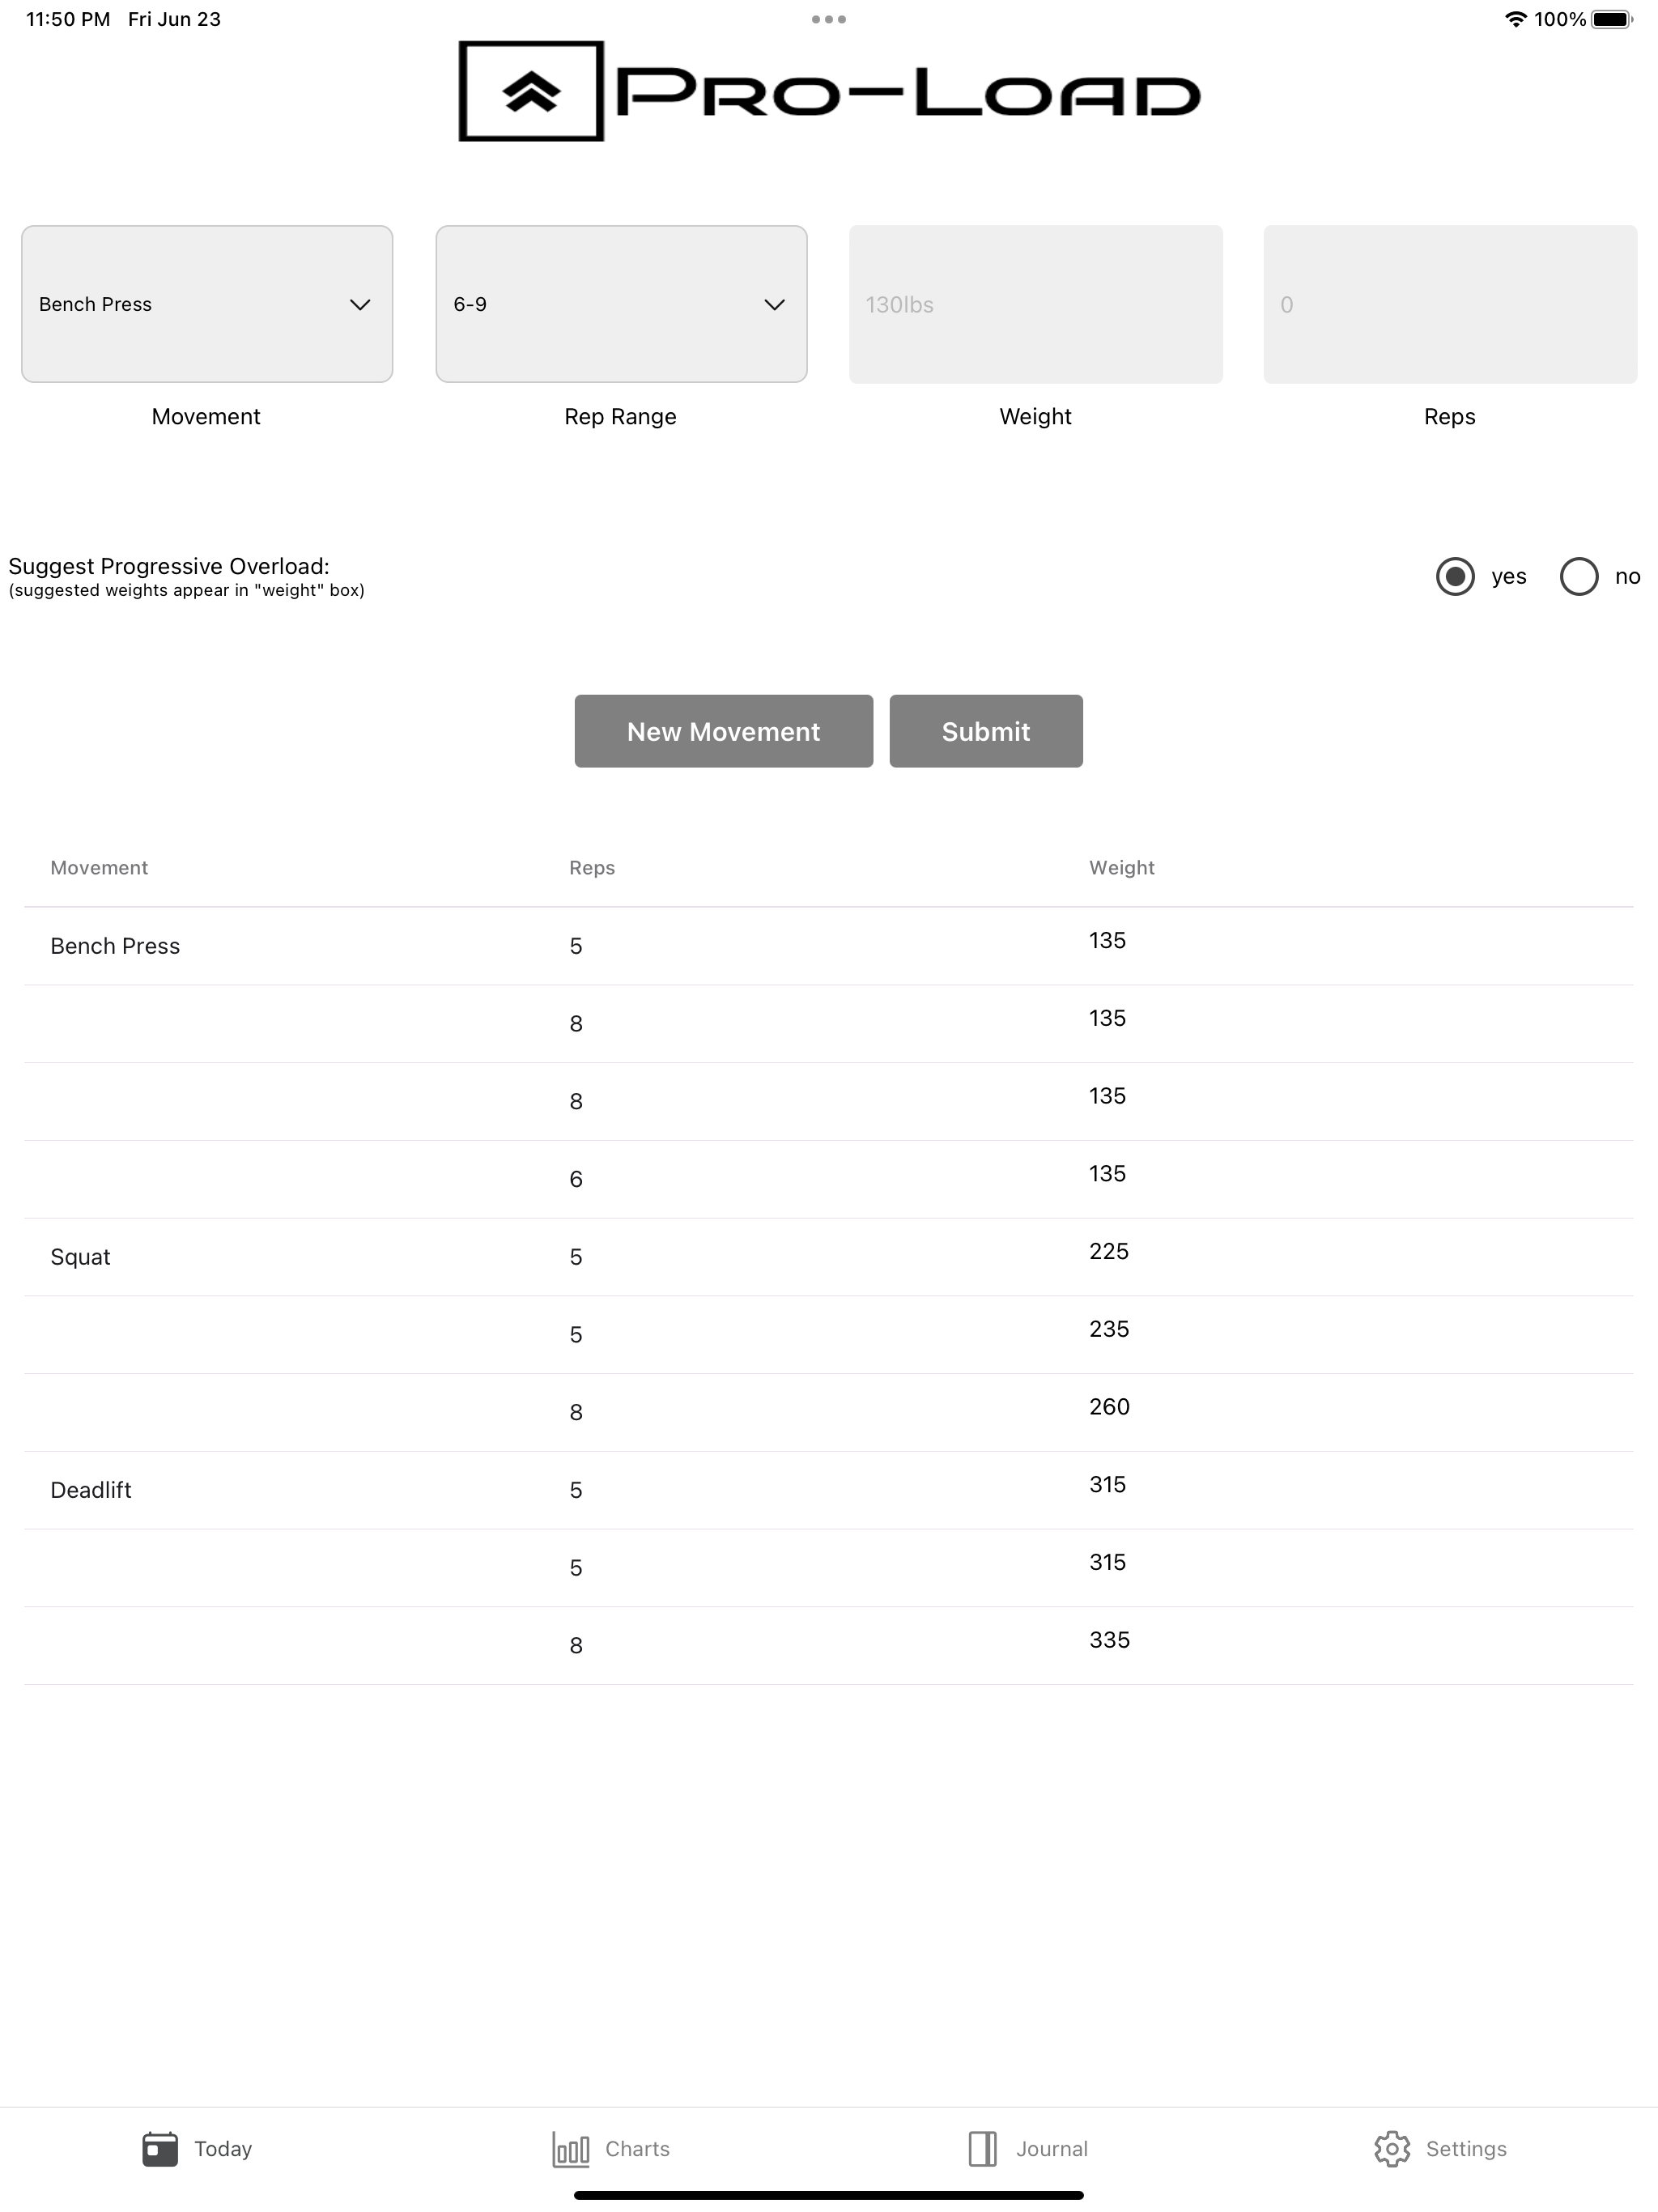 11:50 PM Fri Jun 23 100%
Pro-Load
Bench Press 6-9 130lbs 0
Movement Rep Range Weight Reps
Suggest Progressive Overload:
(suggested weights appear in "weight" box)
yes no
New Movement Submit
Movement Reps Weight
Bench Press 5 135
8 135
8 135
6 135
Squat 5 225
5 235
8 260
Deadlift 5 315
5 315
8 335
Today Charts Journal Settings